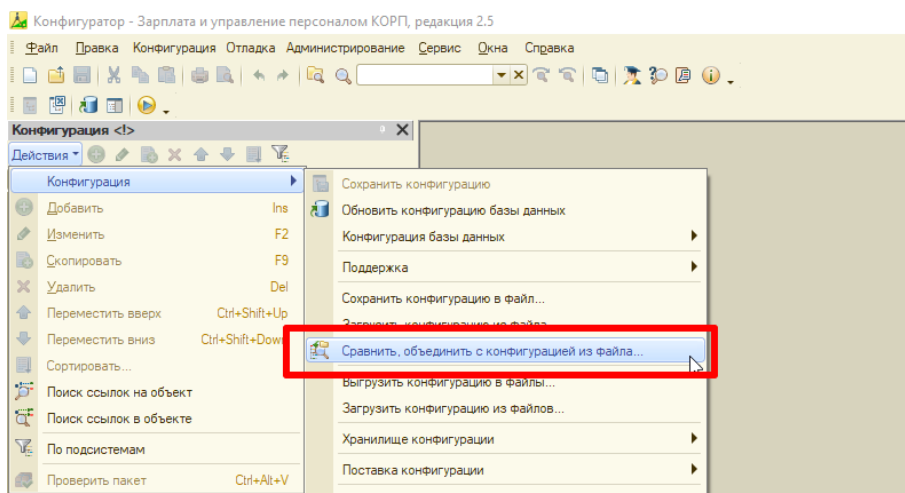 Конфигуратор - Зарплата и управление персоналом КОРП, редакция 2.5
Файл Правка Конфигурация Отладка Администрирование Сервис Окна Справка
Конфигурация <!>
Действия
Конфигурация
Добавить Ins
Изменить F2
Скопировать F9
Удалить Del
Переместить вверх Ctrl+Shift+Up
Переместить вниз Ctrl+Shift+Down
Сортировать...
Поиск ссылок на объект
Поиск ссылок в объекте
По подсистемам
Проверить пакет Ctrl+Alt+V
Сохранить конфигурацию
Обновить конфигурацию базы данных
Конфигурация базы данных
Поддержка
Сохранить конфигурацию в файл...
Загрузить конфигурацию из файла...
Сравнить, объединить с конфигурацией из файла...
Выгрузить конфигурацию в файлы...
Загрузить конфигурацию из файлов...
Хранилище конфигурации
Поставка конфигурации